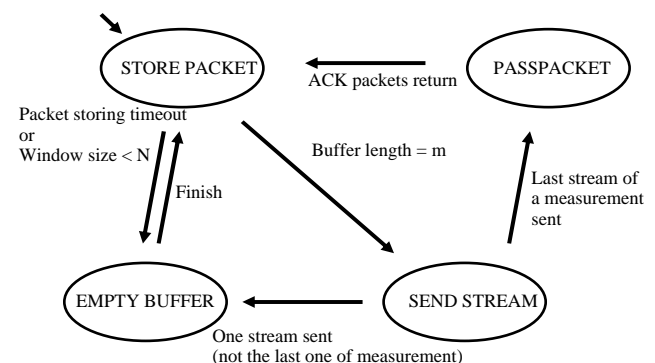 STORE PACKET
PASSPACKET
ACK packets return
Packet storing timeout
or
Window size < N
Buffer length = m
Finish
Last stream of
a measurement
sent
EMPTY BUFFER
SEND STREAM
One stream sent
(not the last one of measurement)